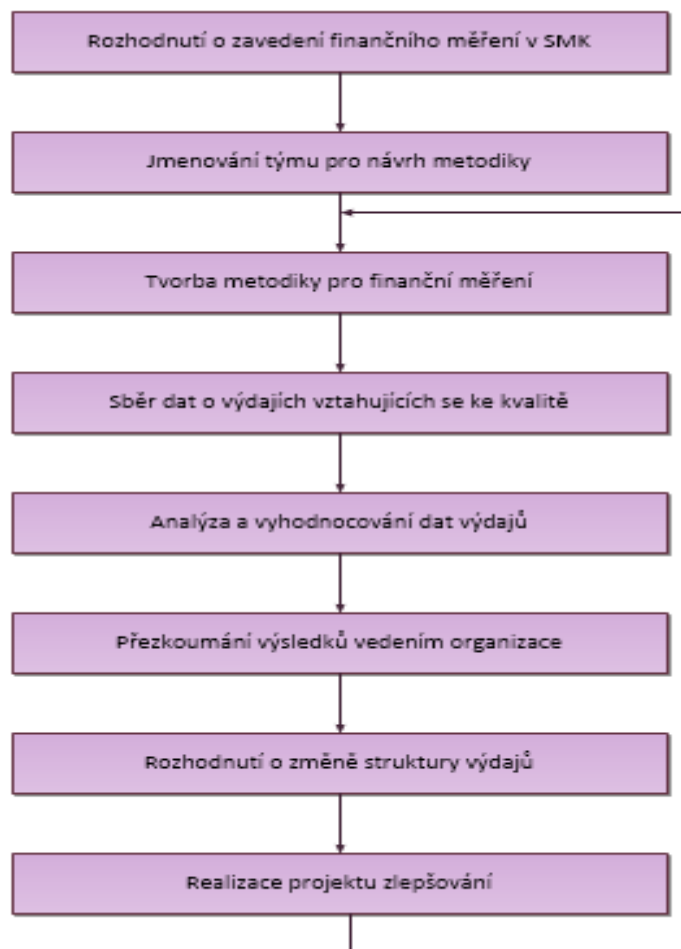 Rozhodnutí o zavedení finančního měření v SMK
Jmenování týmu pro návrh metodiky
Tvorba metodiky pro finanční měření
Sběr dat o výdajích vztahujících se ke kvalitě
Analýza a vyhodnocování dat výdajů
Přezkoumání výsledků vedením organizace
Rozhodnutí o změně struktury výdajů
Realizace projektu zlepšování